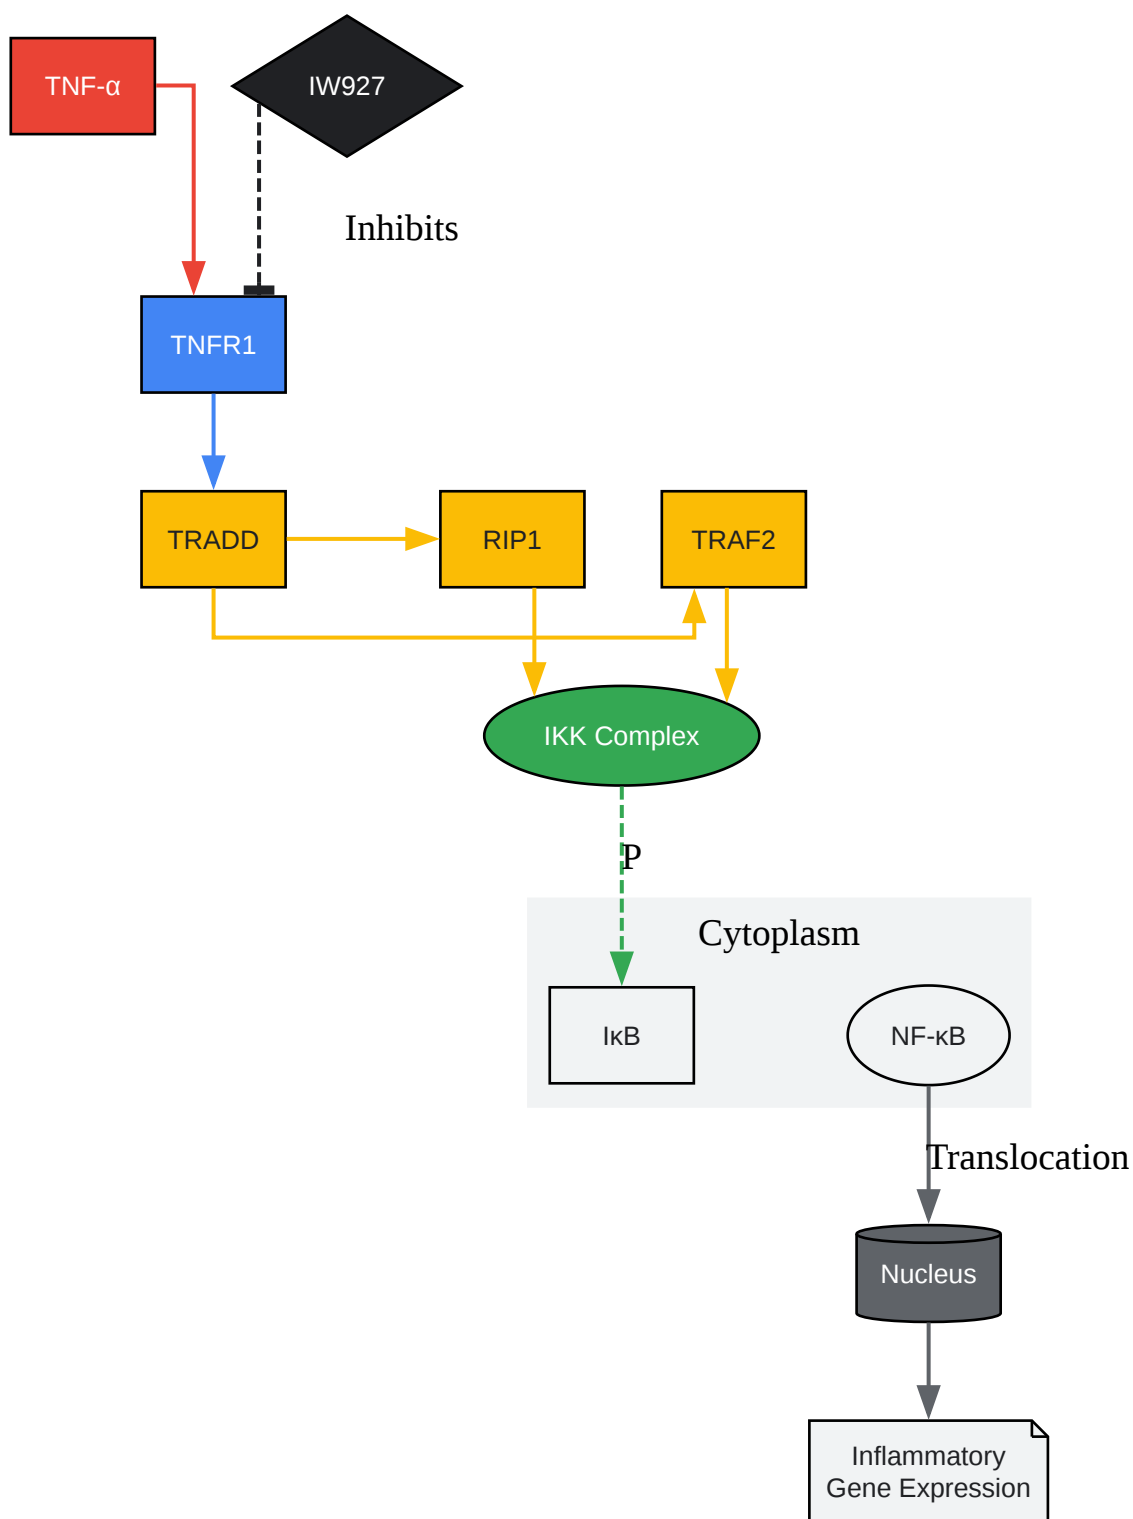 TNF-α
IW927
Inhibits
TNFR1
TRADD
RIP1
TRAF2
IKK Complex
P
Cytoplasm
IκB
NF-κB
Translocation
Nucleus
Inflammatory
Gene Expression